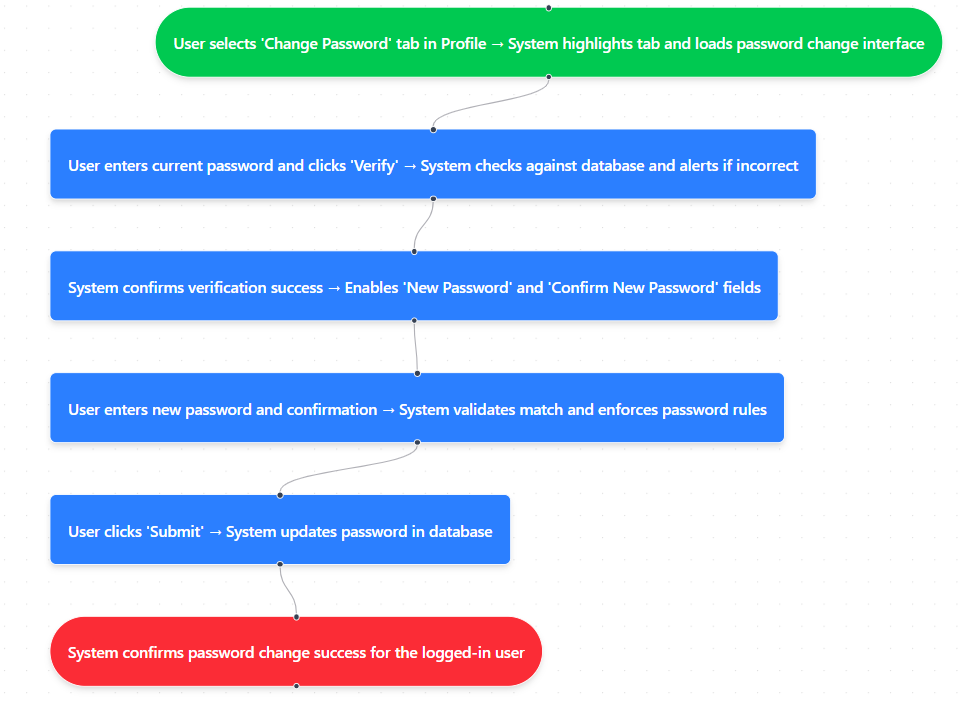 User selects 'Change Password' tab in Profile → System highlights tab and loads password change interface
User enters current password and clicks 'Verify' → System checks against database and alerts if incorrect
System confirms verification success → Enables 'New Password' and 'Confirm New Password' fields
User enters new password and confirmation → System validates match and enforces password rules
User clicks 'Submit' → System updates password in database
System confirms password change success for the logged-in user